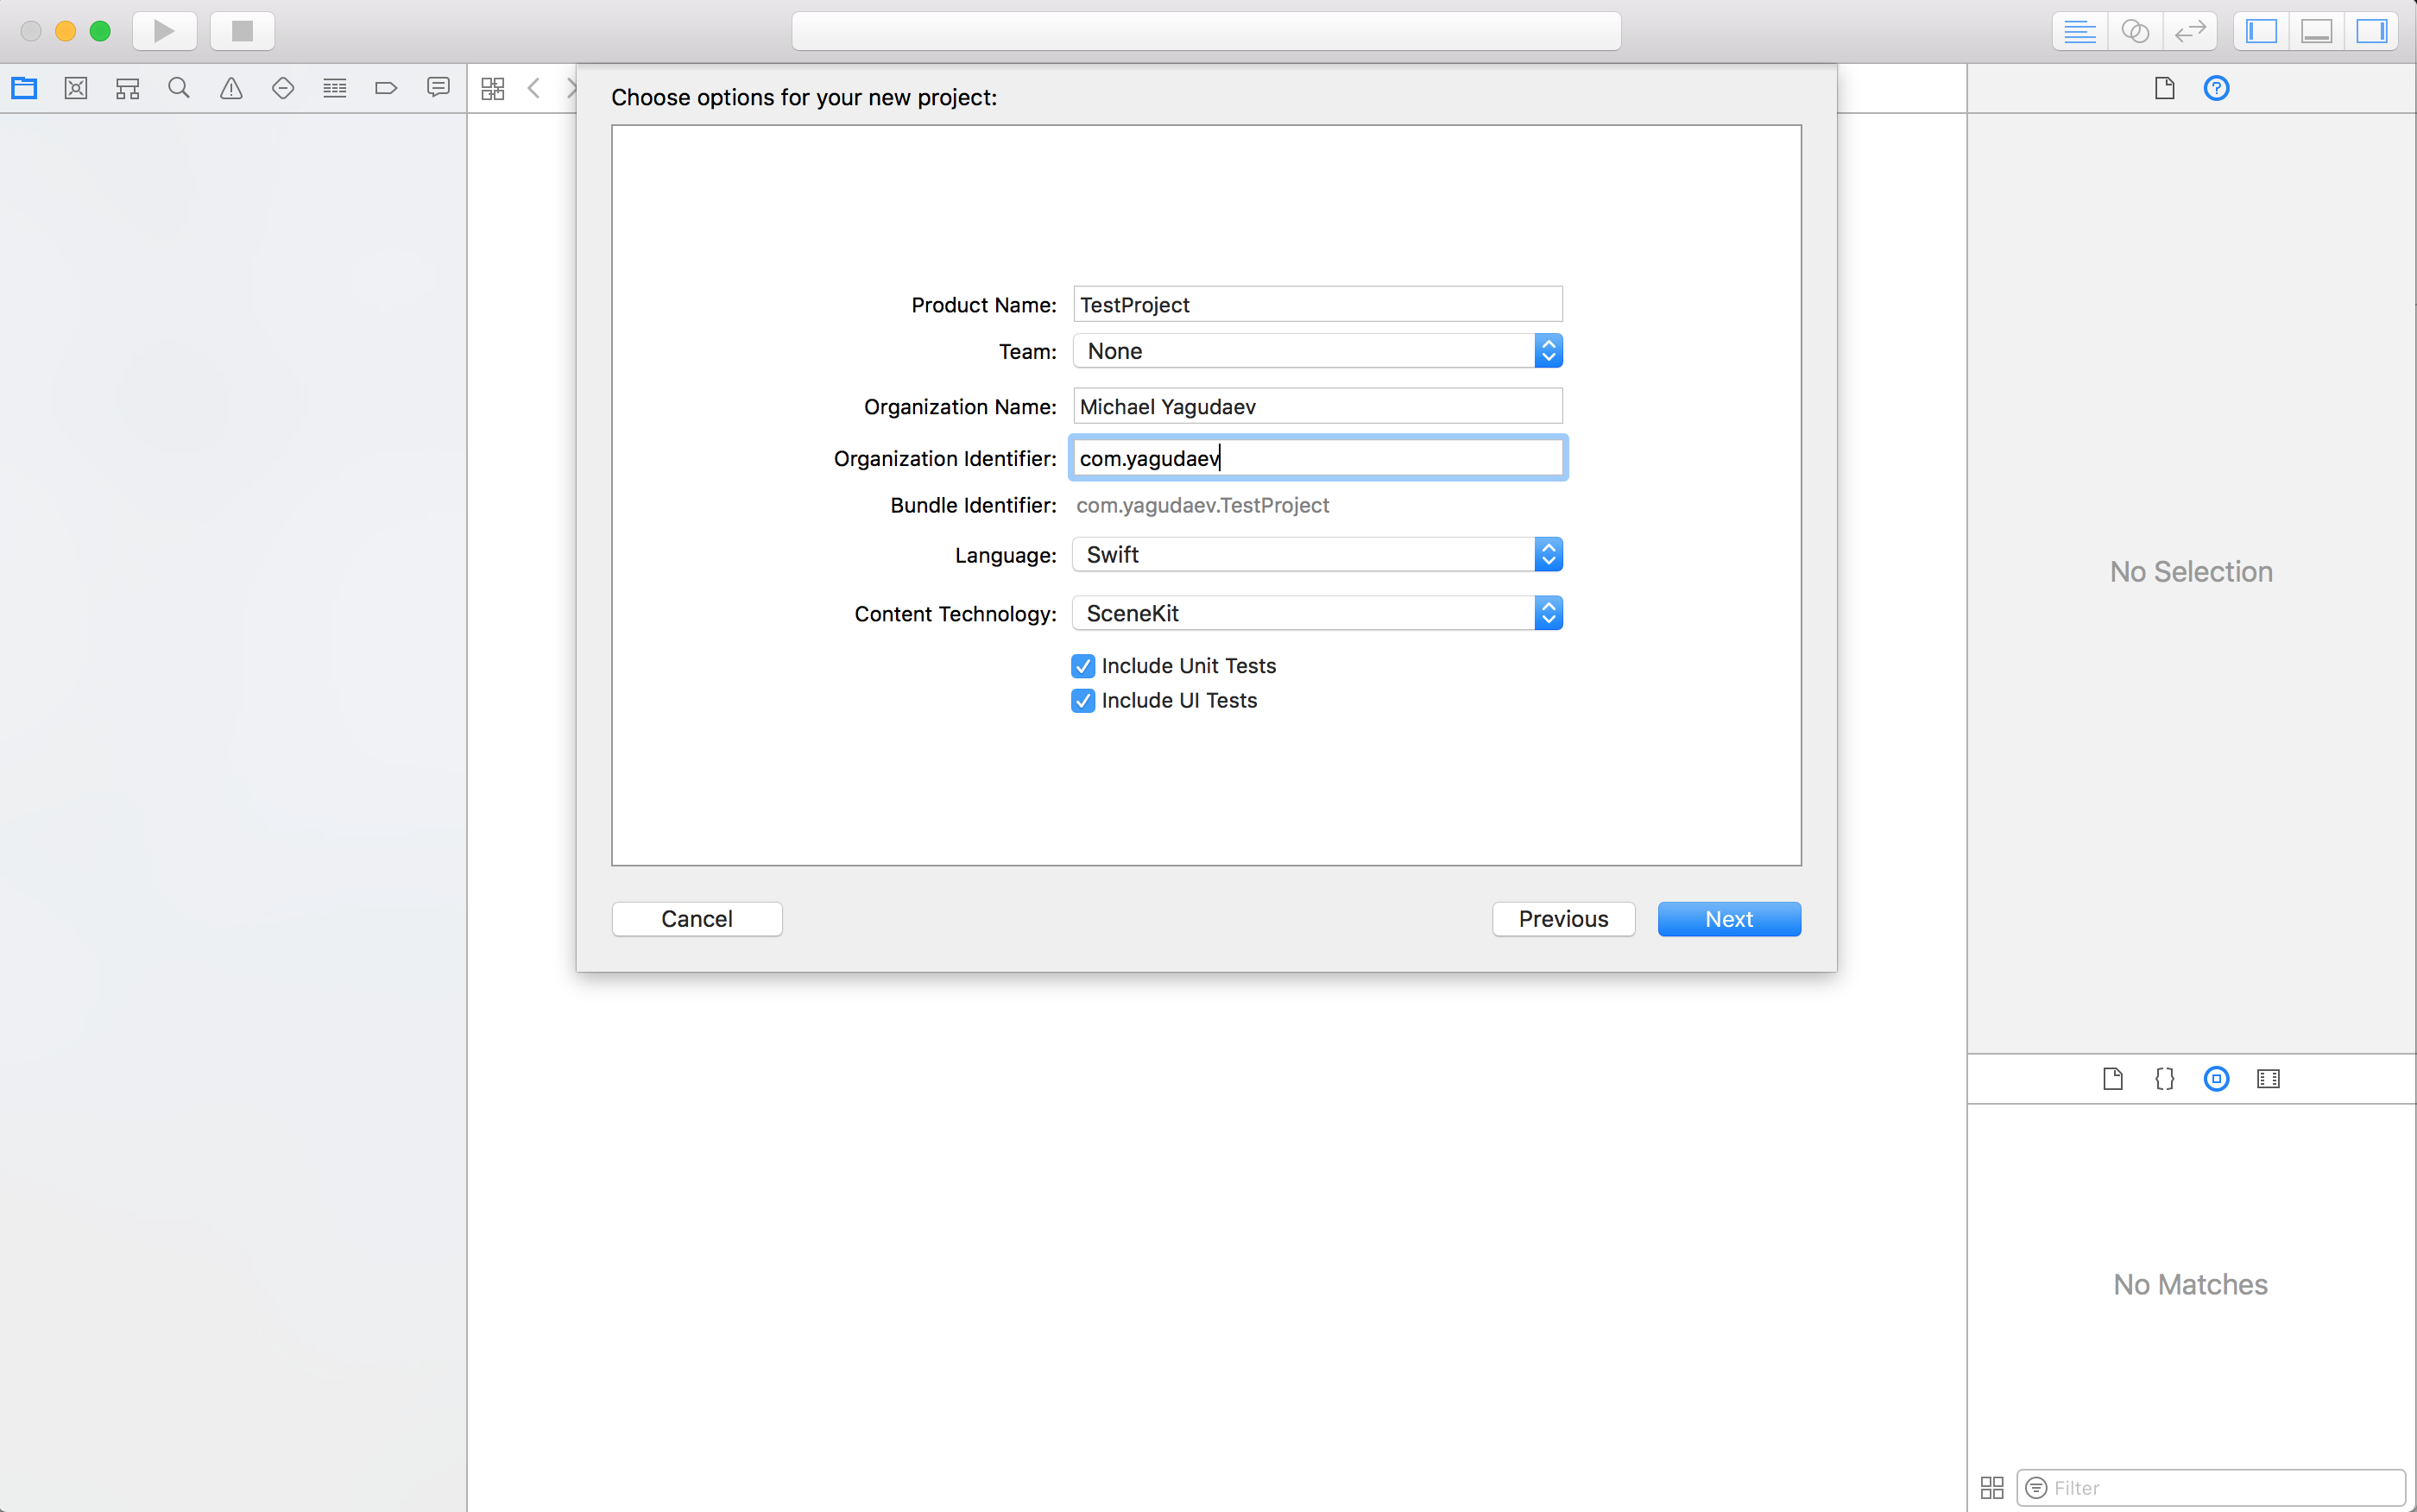 Choose options for your new project:
Product Name: TestProject
Team: None
Organization Name: Michael Yagudaev
Organization Identifier: com.yagudaev
Bundle Identifier: com.yagudaev.TestProject
Language: Swift
Content Technology: SceneKit
Include Unit Tests
Include UI Tests
Cancel Previous Next
No Selection
No Matches
Filter